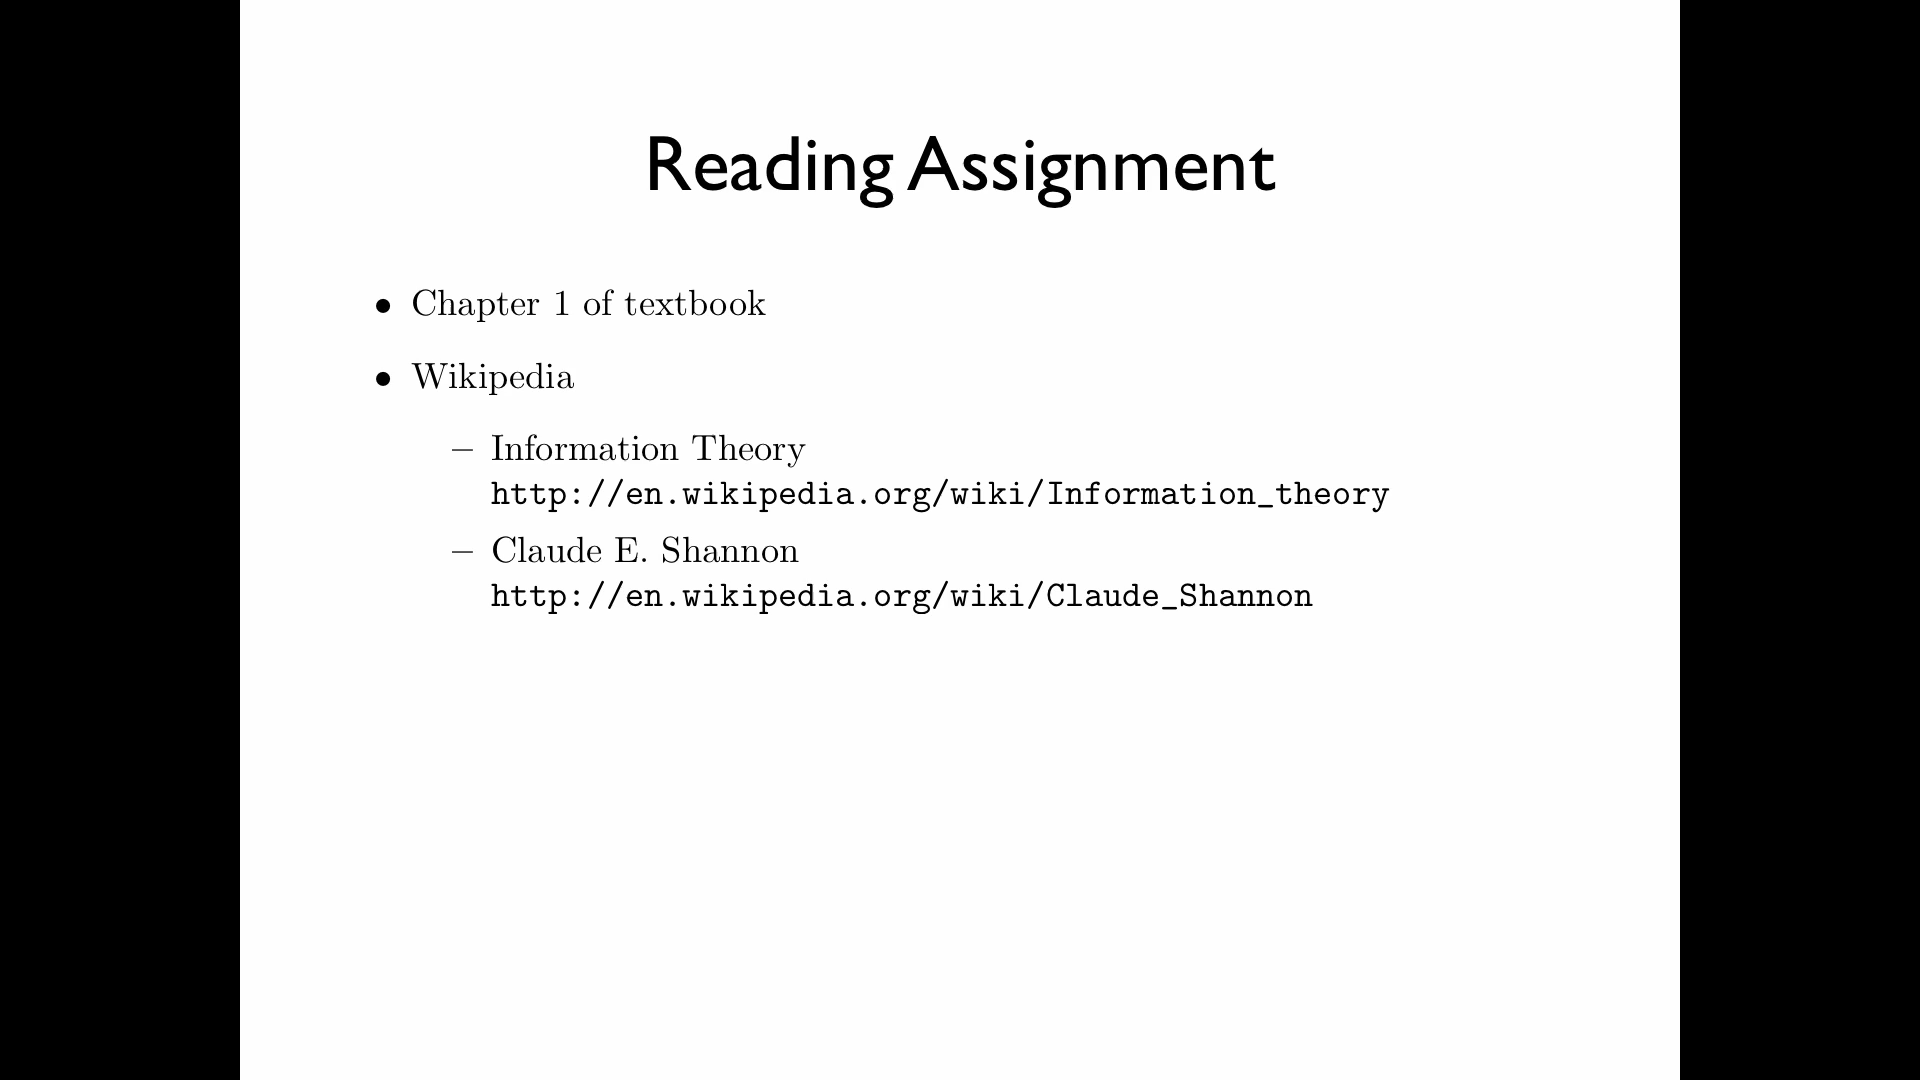 Reading Assignment
• Chapter 1 of textbook
• Wikipedia
– Information Theory
http://en.wikipedia.org/wiki/Information_theory
– Claude E. Shannon
http://en.wikipedia.org/wiki/Claude_Shannon